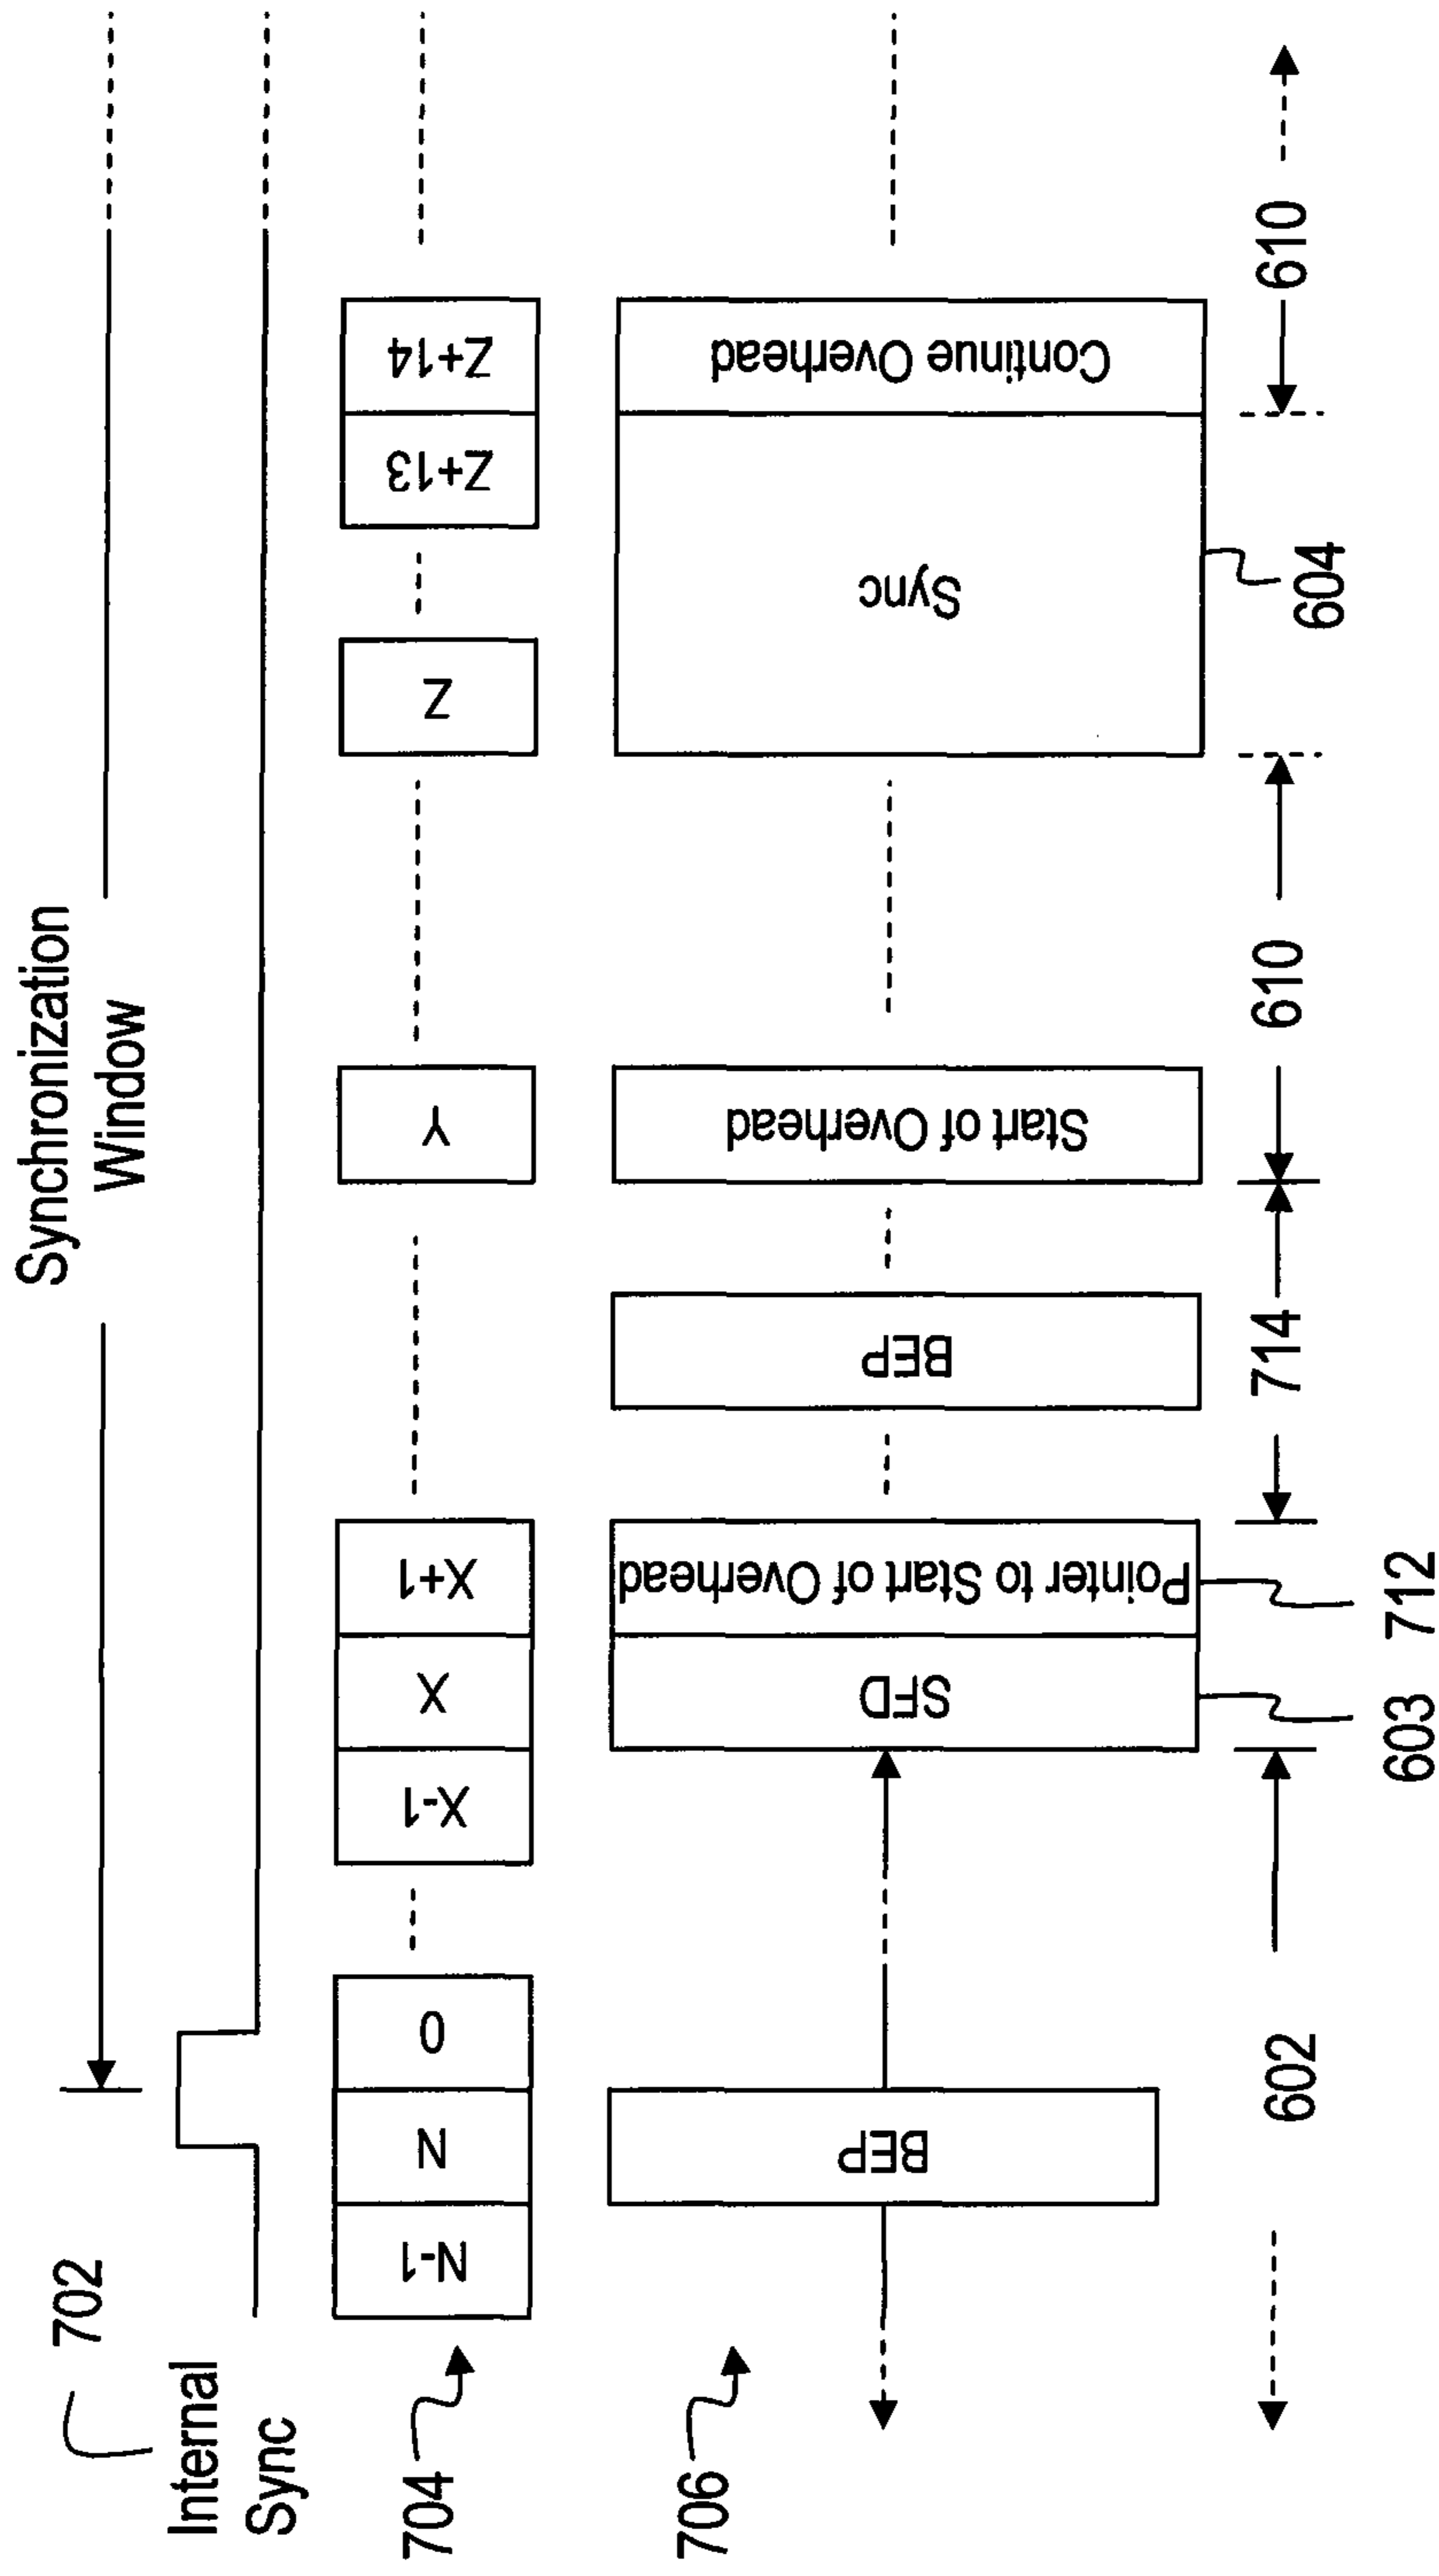 Synchronization
Window
702
Internal
Sync
704
N-1
N
0
X-1
X
X+1
Y
Z
Z+13
Z+14
706
BEP
SFD
Pointer to Start of Overhead
BEP
Start of Overhead
Sync
Continue Overhead
602
603
712
714
610
604
610